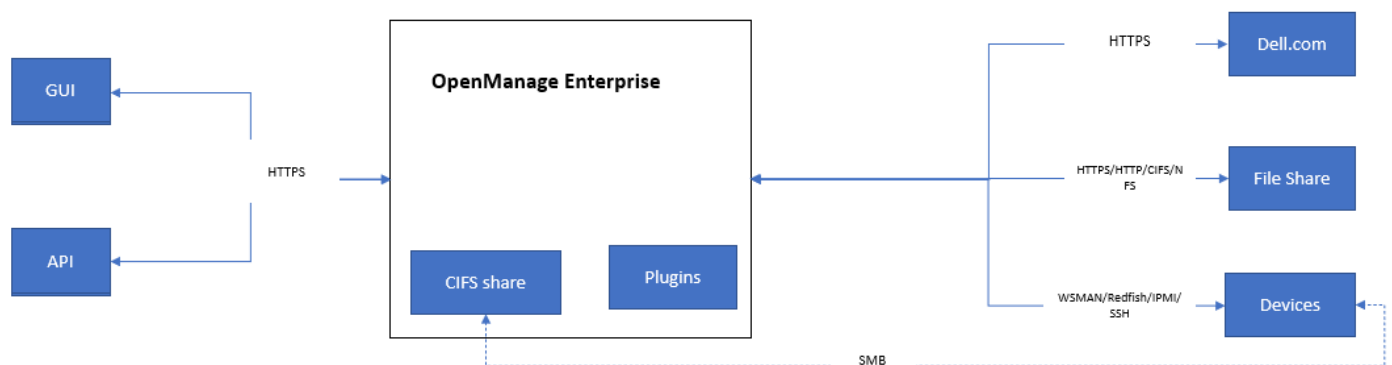 HTTPS
Dell.com
OpenManage Enterprise
GUI
HTTPS
HTTPS/HTTP/CIFS/N
FS
File Share
API
CIFS share
Plugins
WSMAN/Redfish/IPMI/
SSH
Devices
SMB